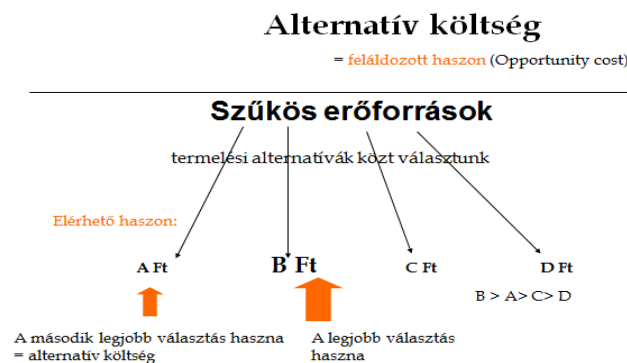 Alternatív költség
= feláldozott haszon (Opportunity cost)
Szűkös erőforrások
termelési alternatívák közt választunk
Elérhető haszon:
A Ft
B Ft
C Ft
D Ft
B > A> C> D
A második legjobb választás haszna
= alternatív költség
A legjobb választás
haszna